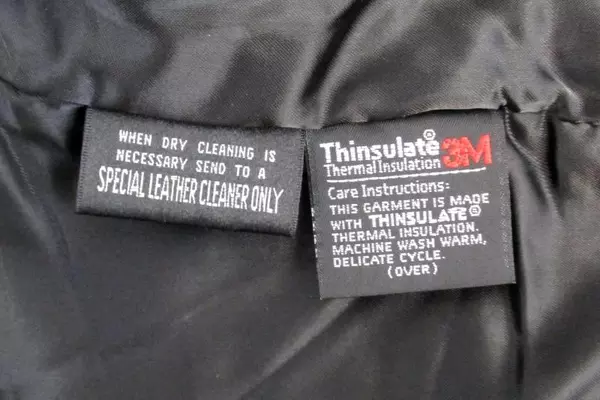 WHEN DRY CLEANING IS
NECESSARY SEND TO A
SPECIAL LEATHER CLEANER ONLY
Thinsulate® 3M
Thermal Insulation
Care Instructions:
THIS GARMENT IS MADE
WITH THINSULATE®
THERMAL INSULATION.
MACHINE WASH WARM,
DELICATE CYCLE.
(OVER)